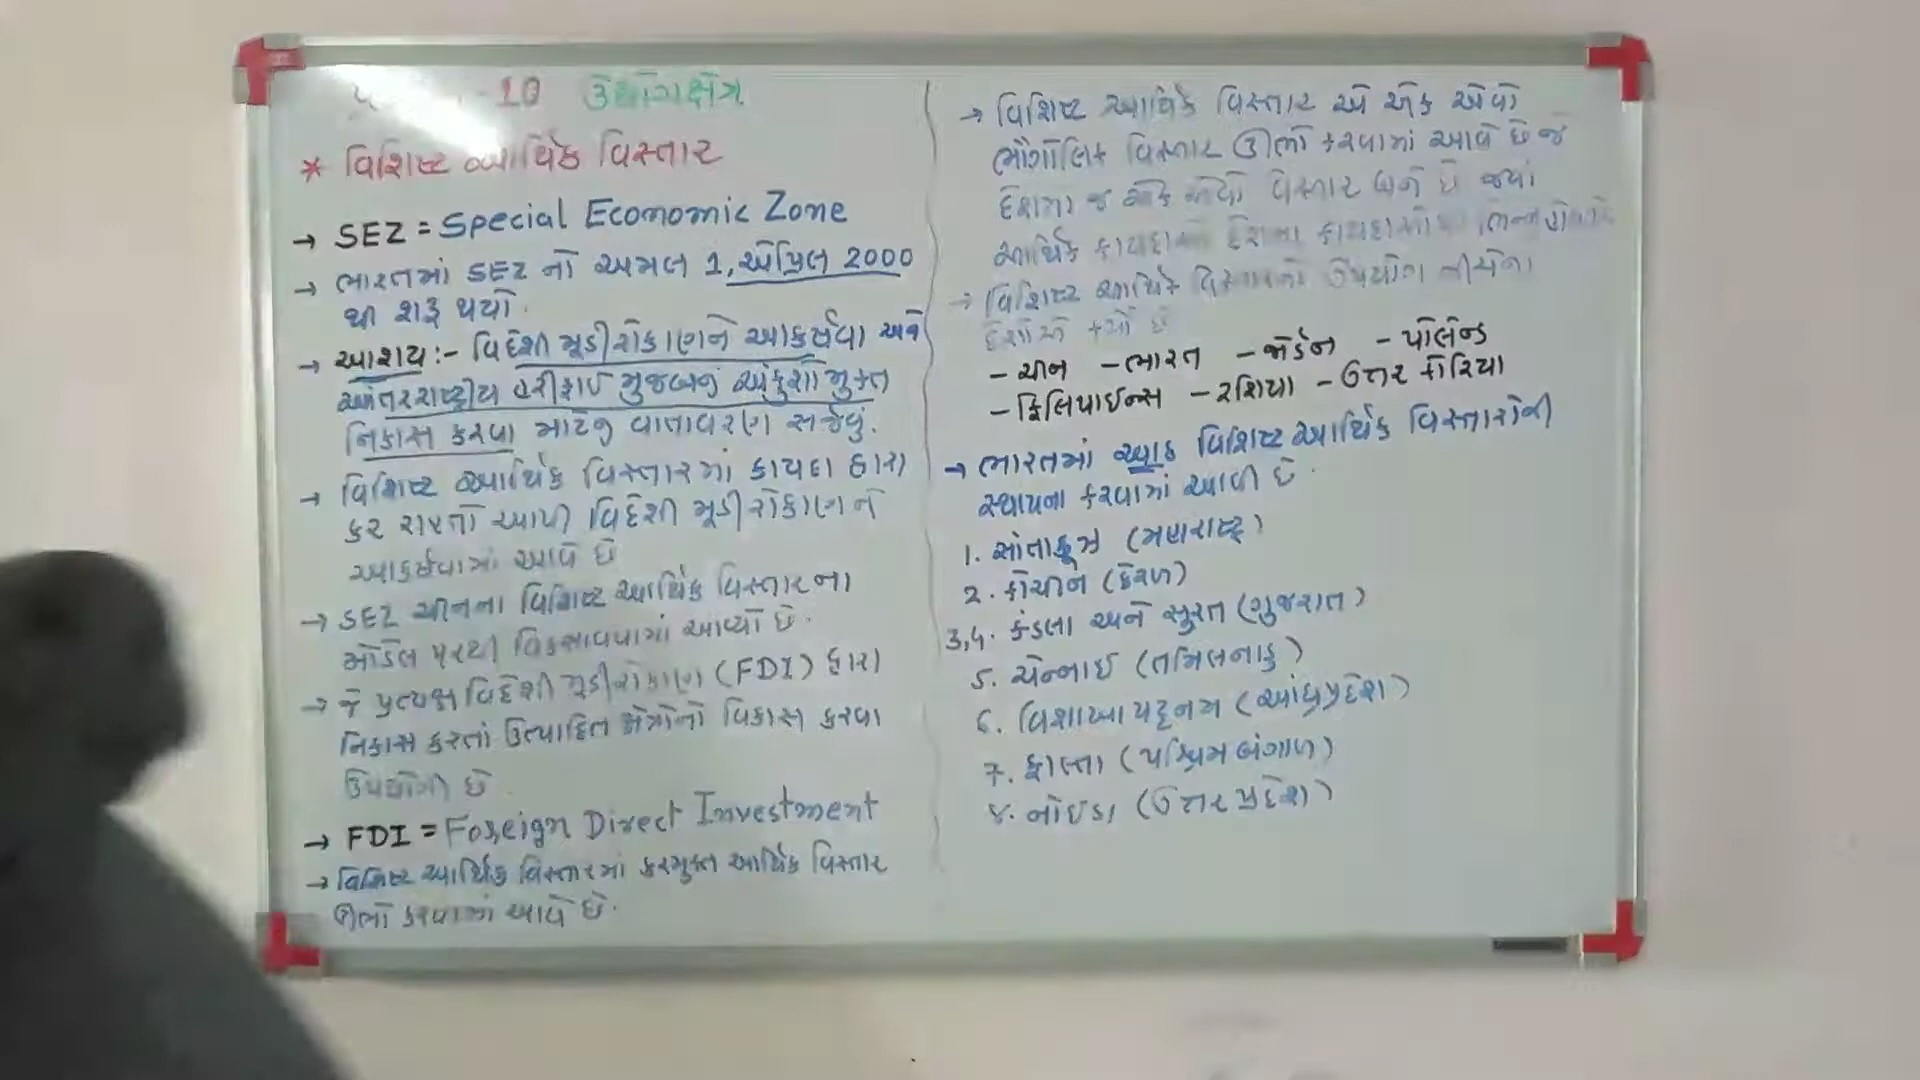 -10 ઉદ્યોગક્ષેત્ર
* વિશિષ્ટ આર્થિક વિસ્તાર
→ SEZ = Special Economic Zone
→ ભારતમાં SEZ નો અમલ 1, એપ્રિલ 2000
થી શરૂ થયો.
→ આશય :- વિદેશી મૂડીરોકાણને આકર્ષવા અને
આંતરરાષ્ટ્રીય હરીફાઈ મુજબનું અંકુશોમુક્ત
નિકાસ કરવા માટેનું વાતાવરણ સર્જવું.
→ વિશિષ્ટ આર્થિક વિસ્તારમાં કાયદા દ્વારા
કર રાહતો આપી વિદેશી મૂડીરોકાણને
આકર્ષવામાં આવે છે
→ SEZ ચીનના વિશિષ્ટ આર્થિક વિસ્તારના
મોડેલ પરથી વિકસાવવામાં આવ્યો છે.
→ જે પ્રત્યક્ષ વિદેશી મૂડીરોકાણ (FDI) દ્વારા
નિકાસ કરતાં ઉત્પાદિત ક્ષેત્રોનો વિકાસ કરવા
ઉપયોગી છે
→ FDI = Foreign Direct Investment
→ વિશિષ્ટ આર્થિક વિસ્તારમાં કરમુક્ત આર્થિક વિસ્તાર
ઊભો કરવામાં આવે છે.
→ વિશિષ્ટ આર્થિક વિસ્તાર એ એક એવો
ભૌગોલિક વિસ્તાર ઊભો કરવામાં આવે છે જે
દેશમાં જ એક એવો વિસ્તાર બને છે જ્યાં
આર્થિક કાયદાઓ દેશના કાયદાઓથી ભિન્ન
→ વિશિષ્ટ આર્થિક વિસ્તારનો ઉપયોગ નીચેના
દેશોએ કર્યો છે
- ચીન - ભારત - જોર્ડન - પોલેન્ડ
- ફિલિપાઈન્સ - રશિયા - ઉત્તર કોરિયા
→ ભારતમાં આઠ વિશિષ્ટ આર્થિક વિસ્તારોની
સ્થાપના કરવામાં આવી છે.
1. સાંતાક્રૂઝ (મહારાષ્ટ્ર)
2. કોચીન (કેરળ)
3,4. કંડલા અને સુરત (ગુજરાત)
5. ચેન્નાઈ (તમિલનાડુ)
6. વિશાખાપટ્ટનમ (આંધ્રપ્રદેશ)
7. ફાલ્તા (પશ્ચિમ બંગાળ)
8. નોઈડા (ઉત્તરપ્રદેશ)